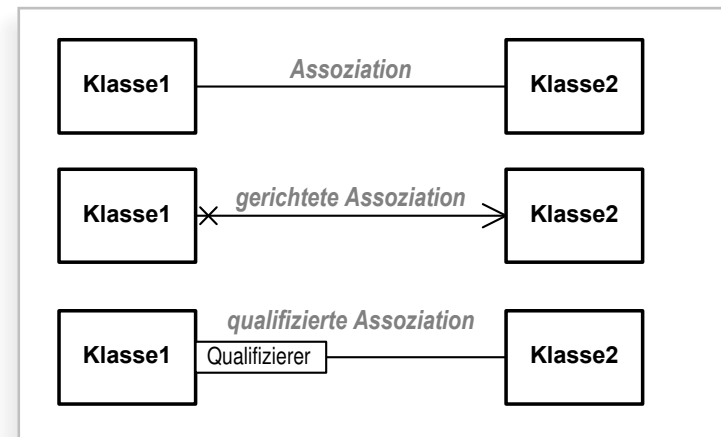 Klasse1 Assoziation Klasse2
Klasse1 gerichtete Assoziation Klasse2
qualifizierte Assoziation
Klasse1 Qualifizierer Klasse2